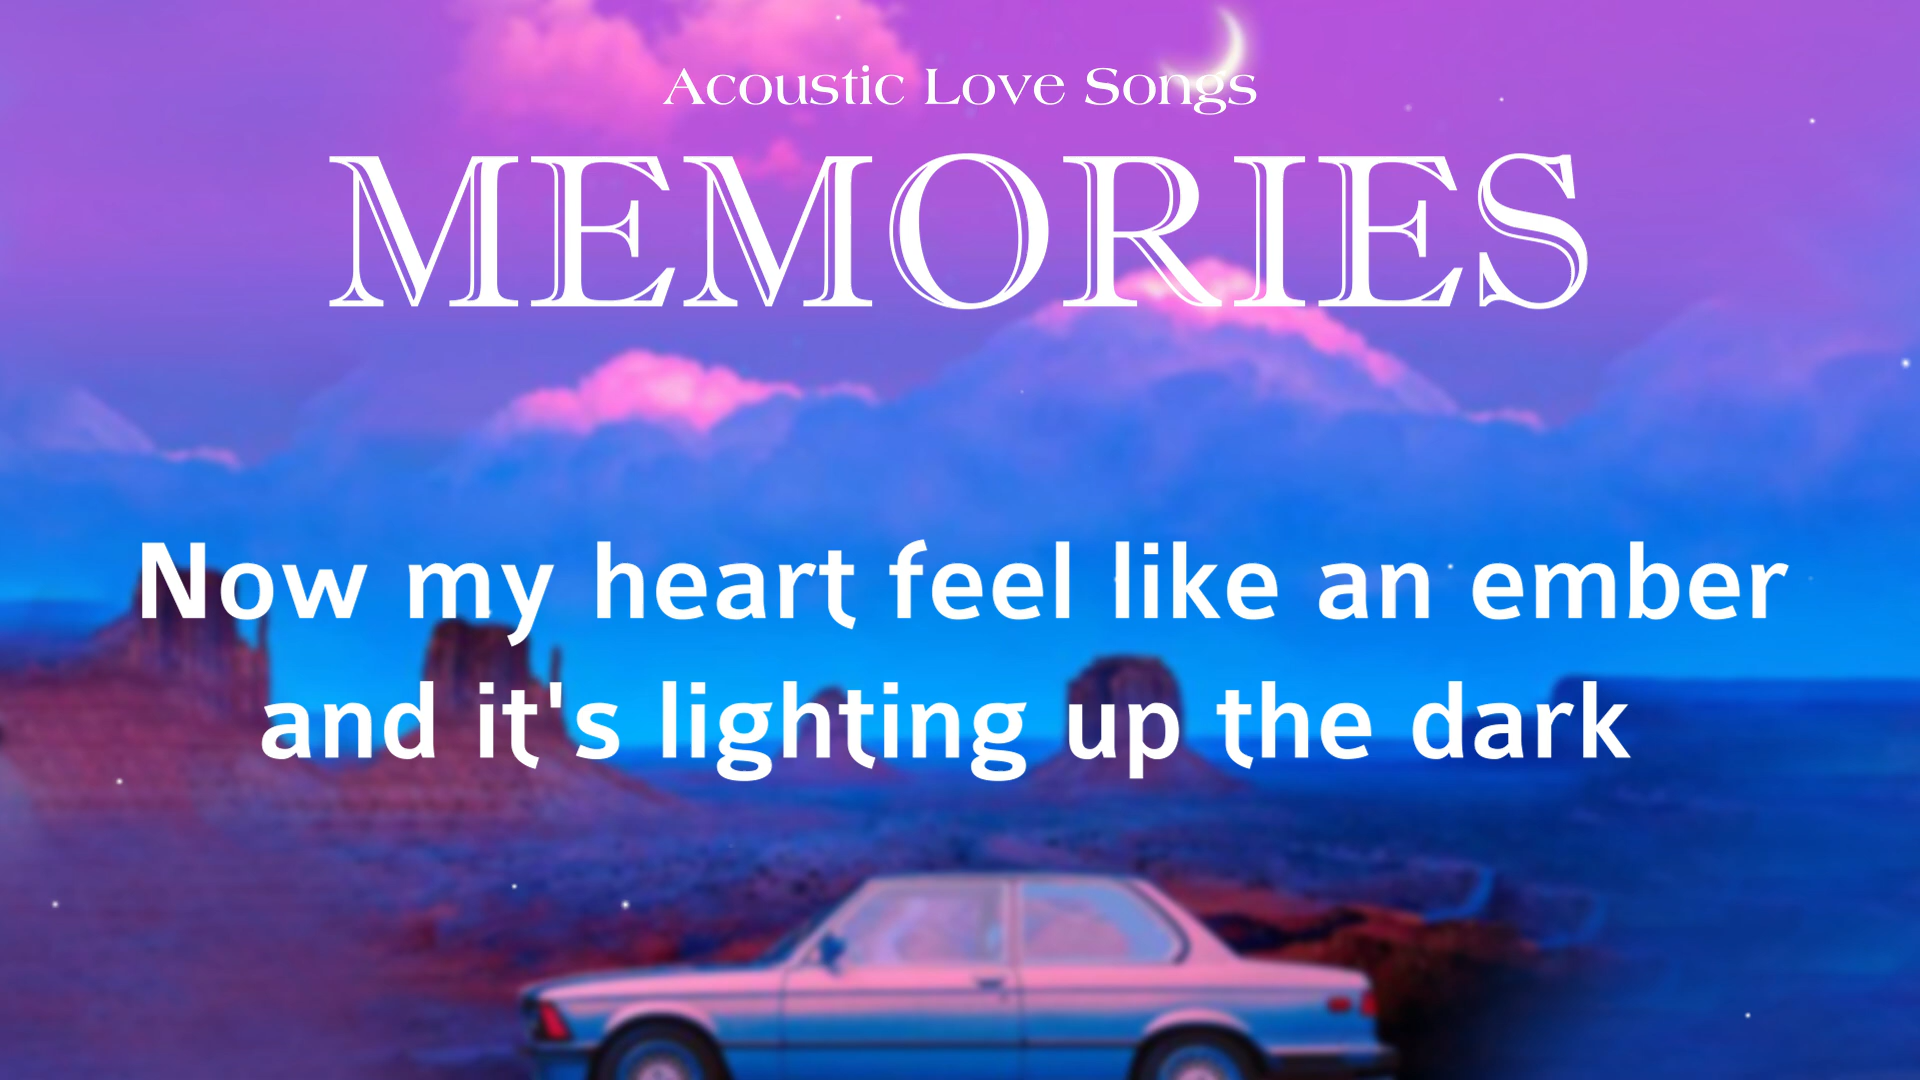 Acoustic Love Songs
MEMORIES
Now my heart feel like an ember
and it's lighting up the dark